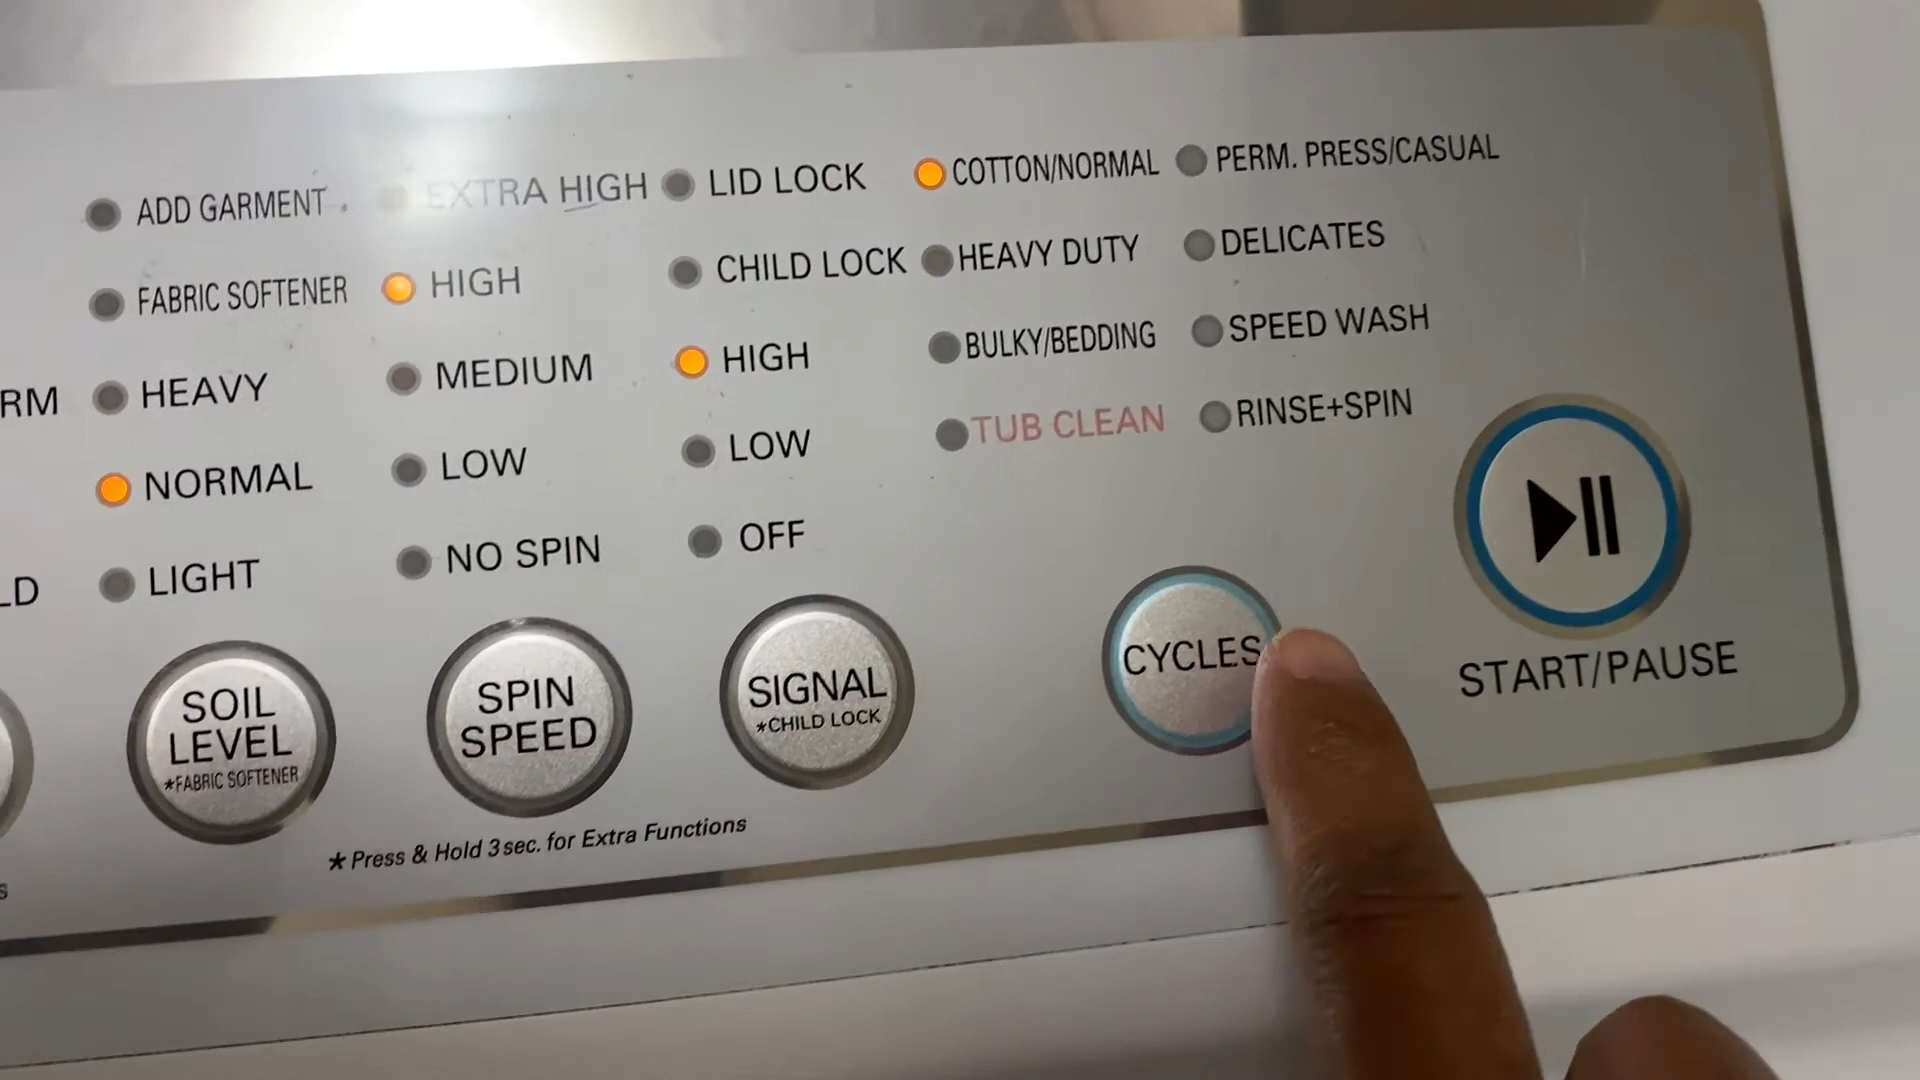 ADD GARMENT
FABRIC SOFTENER
HEAVY
NORMAL
LIGHT
RM
LD
EXTRA HIGH
HIGH
MEDIUM
LOW
NO SPIN
LID LOCK
CHILD LOCK
HIGH
LOW
OFF
COTTON/NORMAL
HEAVY DUTY
BULKY/BEDDING
TUB CLEAN
PERM. PRESS/CASUAL
DELICATES
SPEED WASH
RINSE+SPIN
SOIL
LEVEL
*FABRIC SOFTENER
SPIN
SPEED
SIGNAL
*CHILD LOCK
CYCLES
START/PAUSE
* Press & Hold 3 sec. for Extra Functions
s